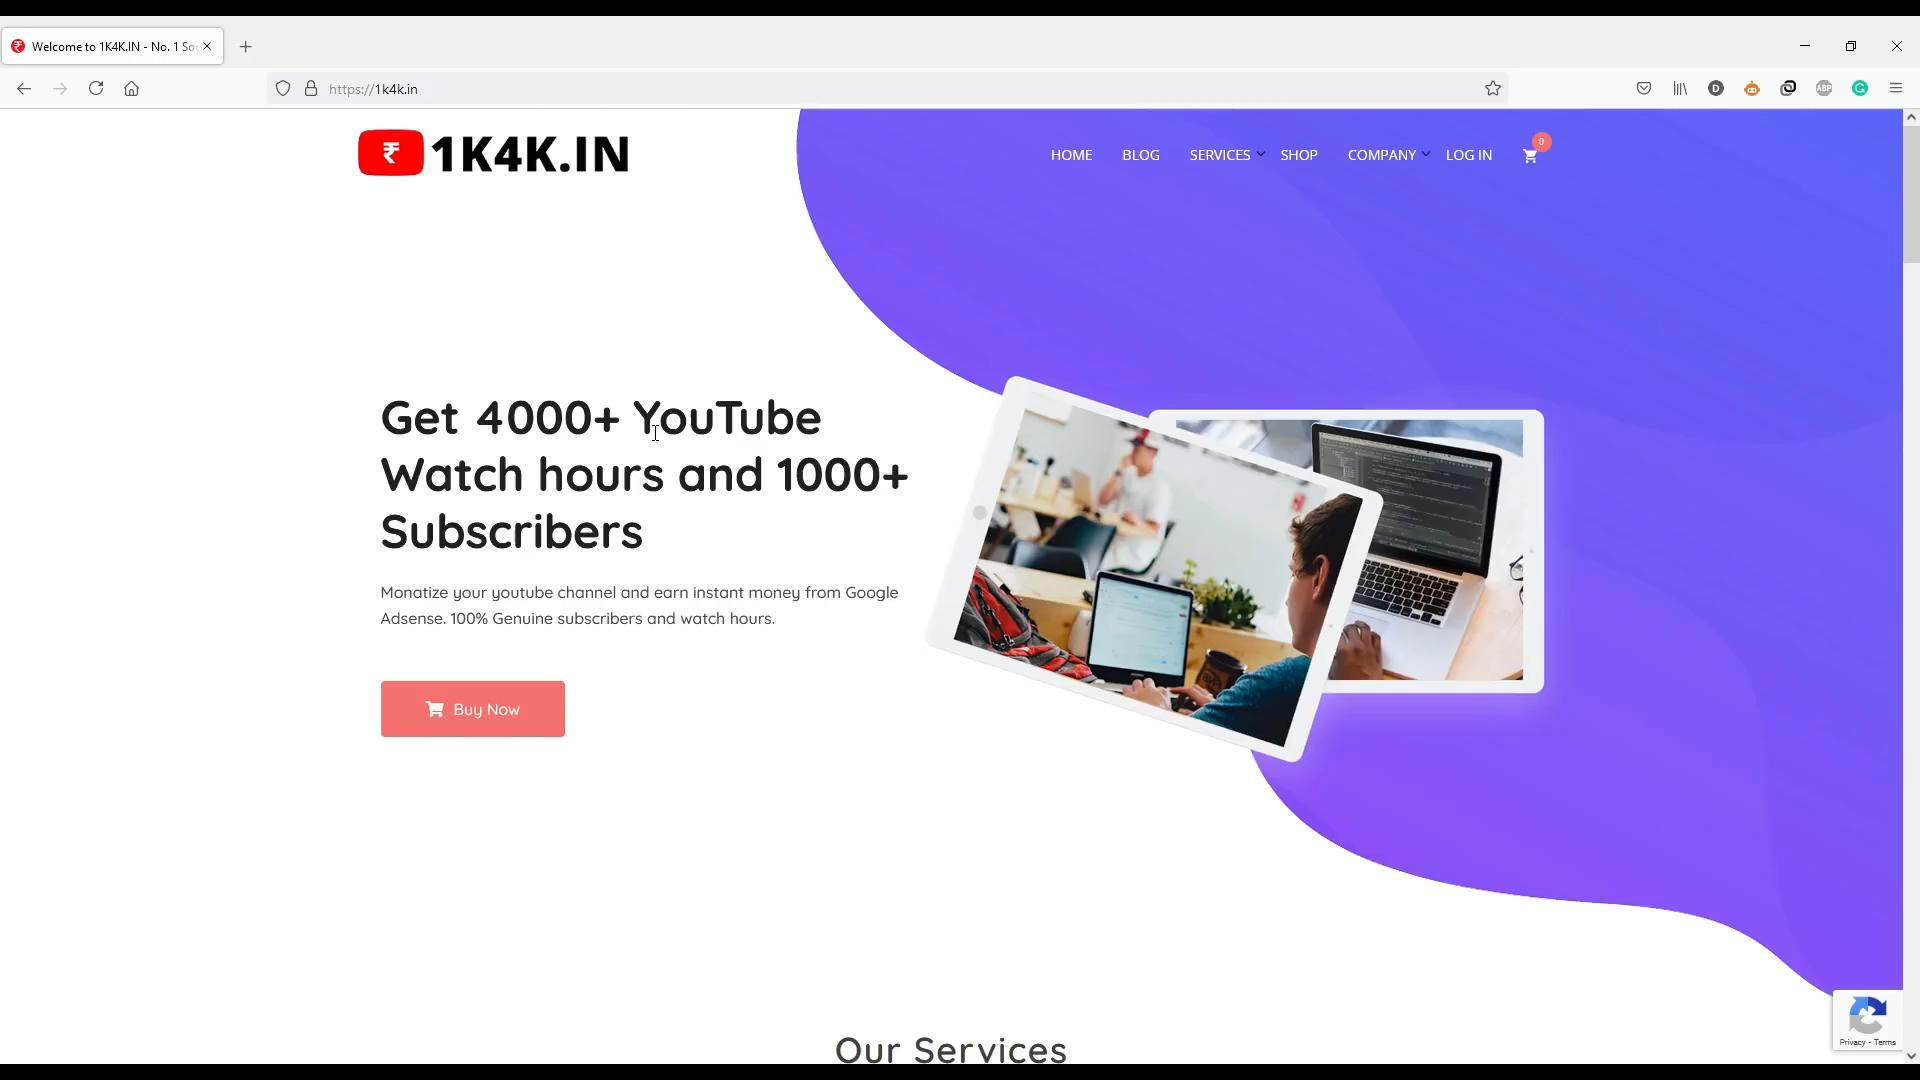 Welcome to 1K4K.IN - No. 1 So
https://1k4k.in
D
ABP
G
₹ 1K4K.IN
HOME BLOG SERVICES SHOP COMPANY LOG IN 0
Get 4000+ YouTube
Watch hours and 1000+
Subscribers
Monatize your youtube channel and earn instant money from Google
Adsense. 100% Genuine subscribers and watch hours.
Buy Now
Our Services
Privacy - Terms